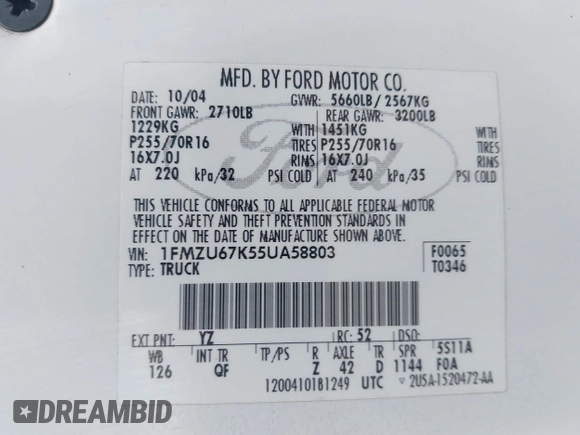 MFD. BY FORD MOTOR CO.
DATE: 10/04 GVWR: 5660LB/2567KG
FRONT GAWR: 2710LB REAR GAWR: 3200LB
1229KG WITH 1451KG WITH
P255/70R16 TIRES P255/70R16 TIRES
16X7.0J RIMS 16X7.0J RIMS
AT 220 kPa/32 PSI COLD AT 240 kPa/35 PSI COLD
THIS VEHICLE CONFORMS TO ALL APPLICABLE FEDERAL MOTOR
VEHICLE SAFETY AND THEFT PREVENTION STANDARDS IN
EFFECT ON THE DATE OF MANUFACTURE SHOWN ABOVE.
VIN: 1FMZU67K55UA58803 F0065
TYPE: TRUCK T0346
EXT PNT: YZ RC: 52 DSO:
WB INT TR TP/PS R AXLE TR SPR 5S11A
126 QF Z 42 D 1144 F0A
1200410181249 UTC 2U5A-1520472-AA
Ford
DREAMBID